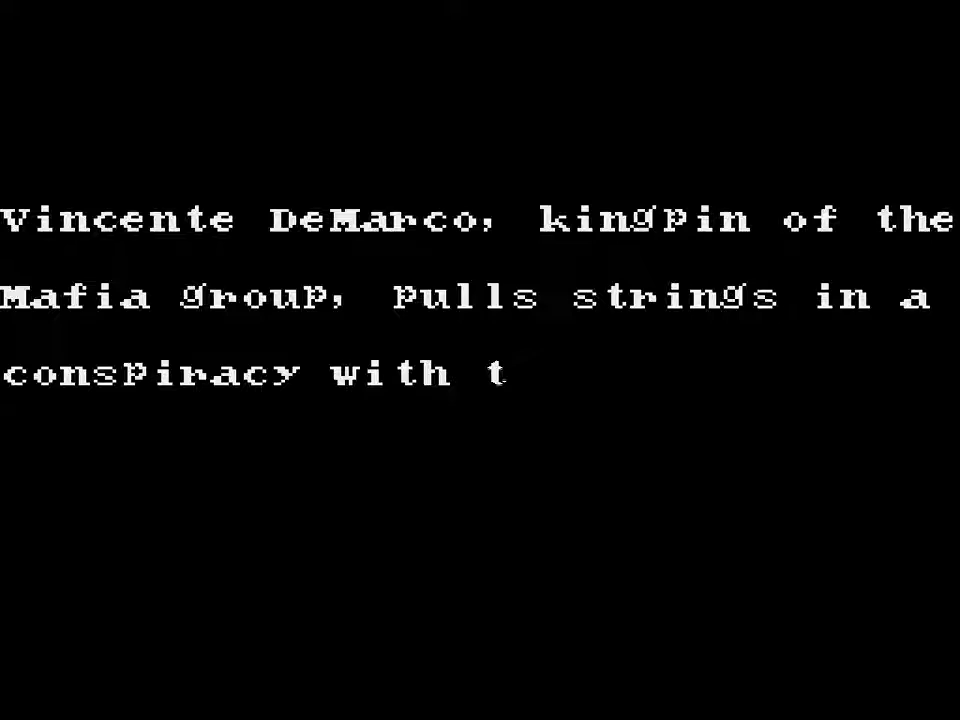 Vincente DeMarco, kingpin of the
Mafia group, pulls strings in a
conspiracy with t